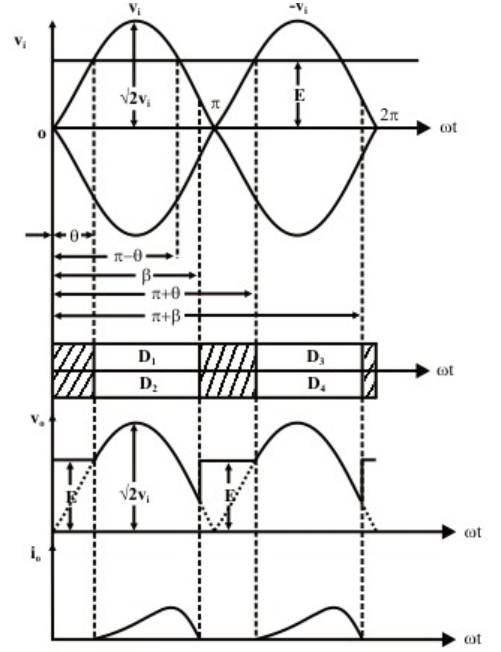 vᵢ -vᵢ
vᵢ
√2vᵢ E
π
2π
o ωt
θ
π−θ
β
π+θ
π+β
D₁ D₃
ωt
D₂ D₄
vₒ
E √2vᵢ E
ωt
iₒ
ωt